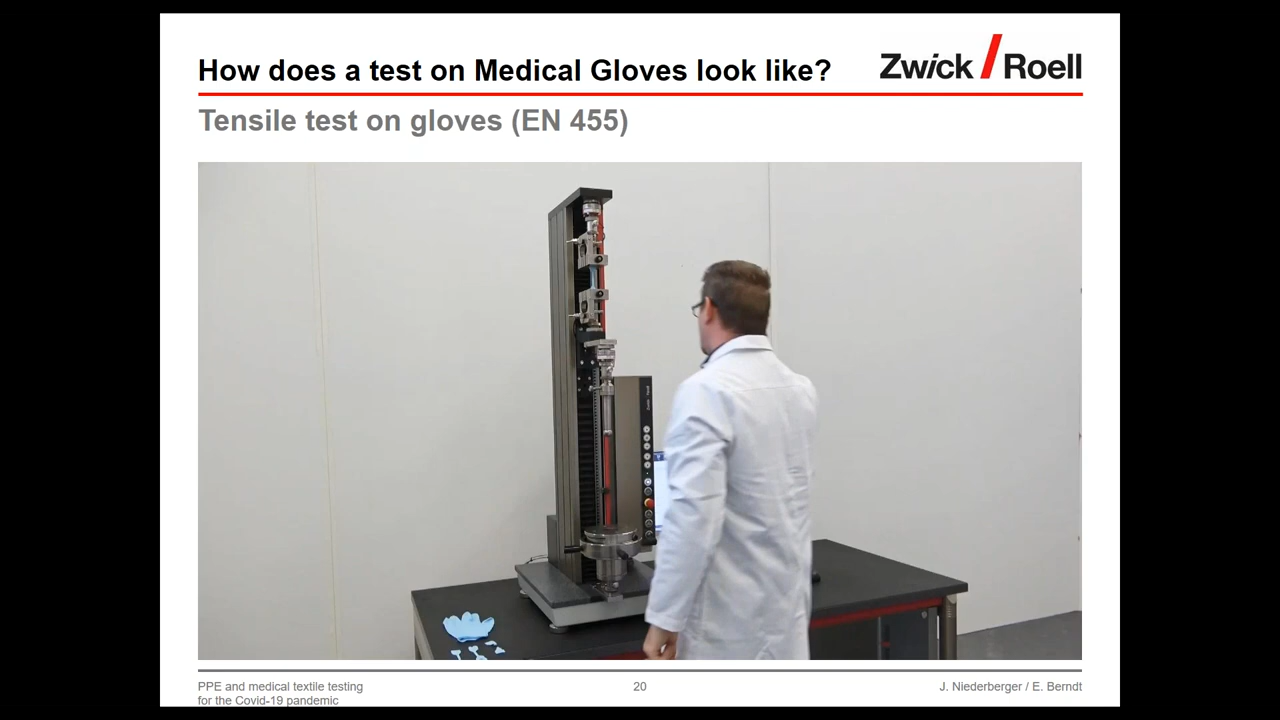 How does a test on Medical Gloves look like?
Zwick / Roell
Tensile test on gloves (EN 455)
PPE and medical textile testing
for the Covid-19 pandemic
20
J. Niederberger / E. Berndt